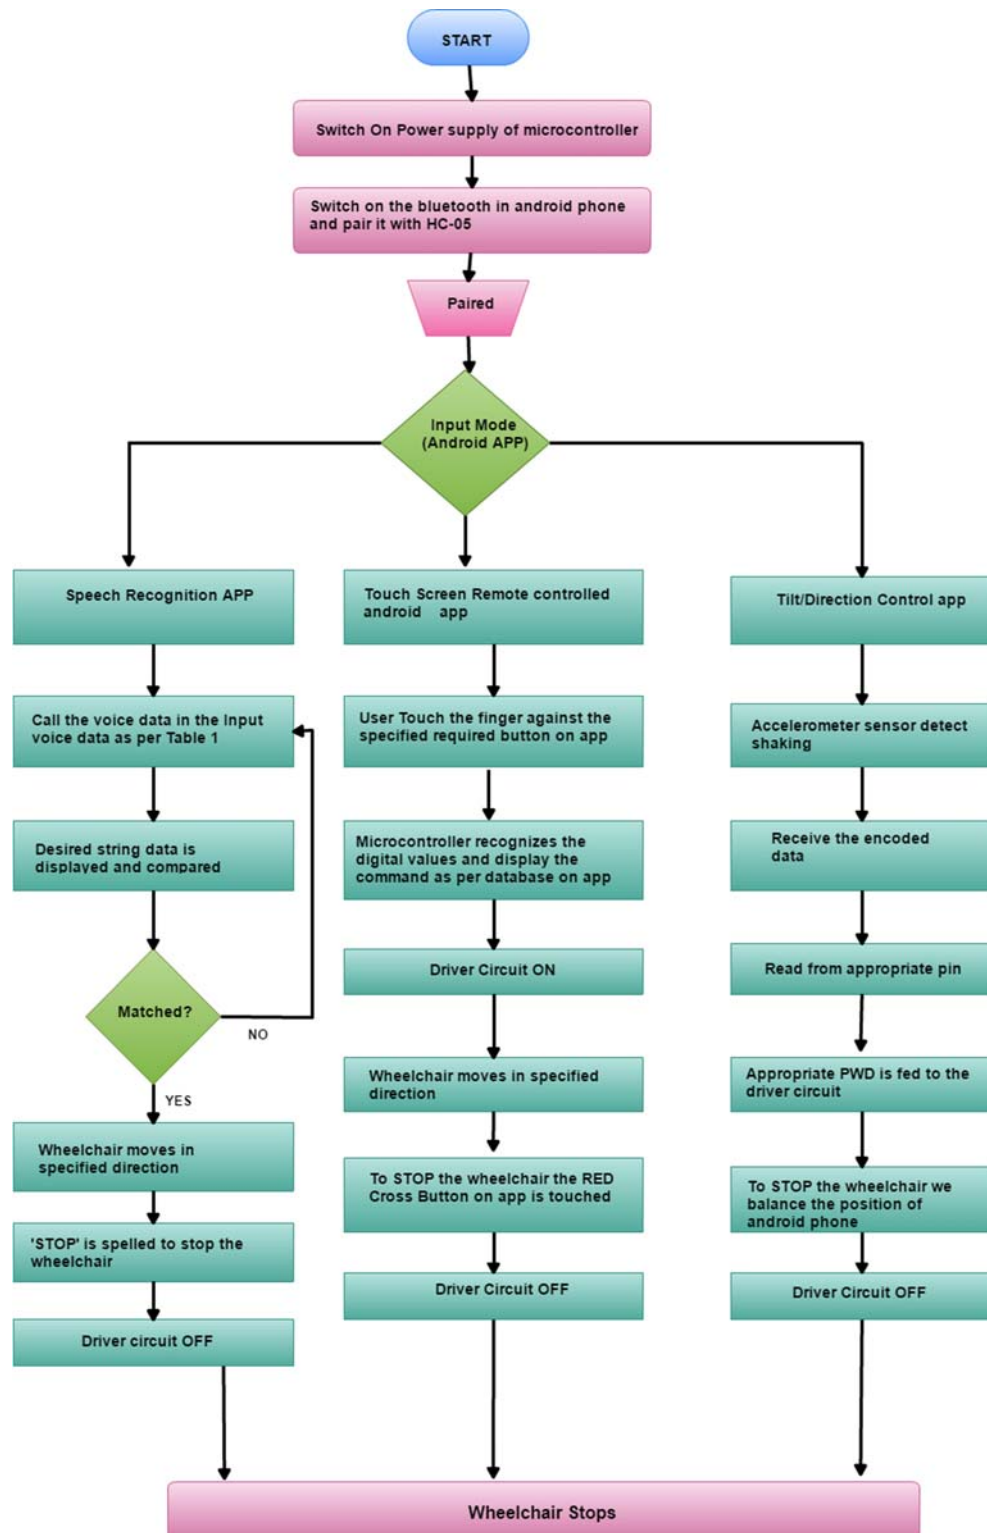 START
Switch On Power supply of microcontroller
Switch on the bluetooth in android phone
and pair it with HC-05
Paired
Input Mode
(Android APP)
Speech Recognition APP
Call the voice data in the Input
voice data as per Table 1
Desired string data is
displayed and compared
Matched?
NO
YES
Wheelchair moves in
specified direction
'STOP' is spelled to stop the
wheelchair
Driver circuit OFF
Touch Screen Remote controlled
android app
User Touch the finger against the
specified required button on app
Microcontroller recognizes the
digital values and display the
command as per database on app
Driver Circuit ON
Wheelchair moves in specified
direction
To STOP the wheelchair the RED
Cross Button on app is touched
Driver Circuit OFF
Tilt/Direction Control app
Accelerometer sensor detect
shaking
Receive the encoded
data
Read from appropriate pin
Appropriate PWD is fed to the
driver circuit
To STOP the wheelchair we
balance the position of
android phone
Driver Circuit OFF
Wheelchair Stops